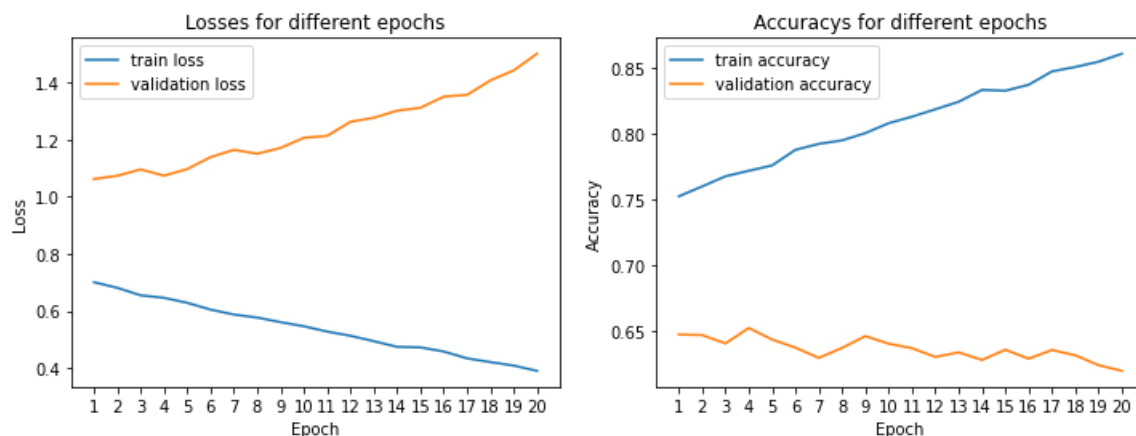 Losses for different epochs
train loss
validation loss
1.4
1.2
1.0
0.8
0.6
0.4
Loss
1 2 3 4 5 6 7 8 9 10 11 12 13 14 15 16 17 18 19 20
Epoch
Accuracys for different epochs
train accuracy
validation accuracy
0.85
0.80
0.75
0.70
0.65
Accuracy
1 2 3 4 5 6 7 8 9 10 11 12 13 14 15 16 17 18 19 20
Epoch